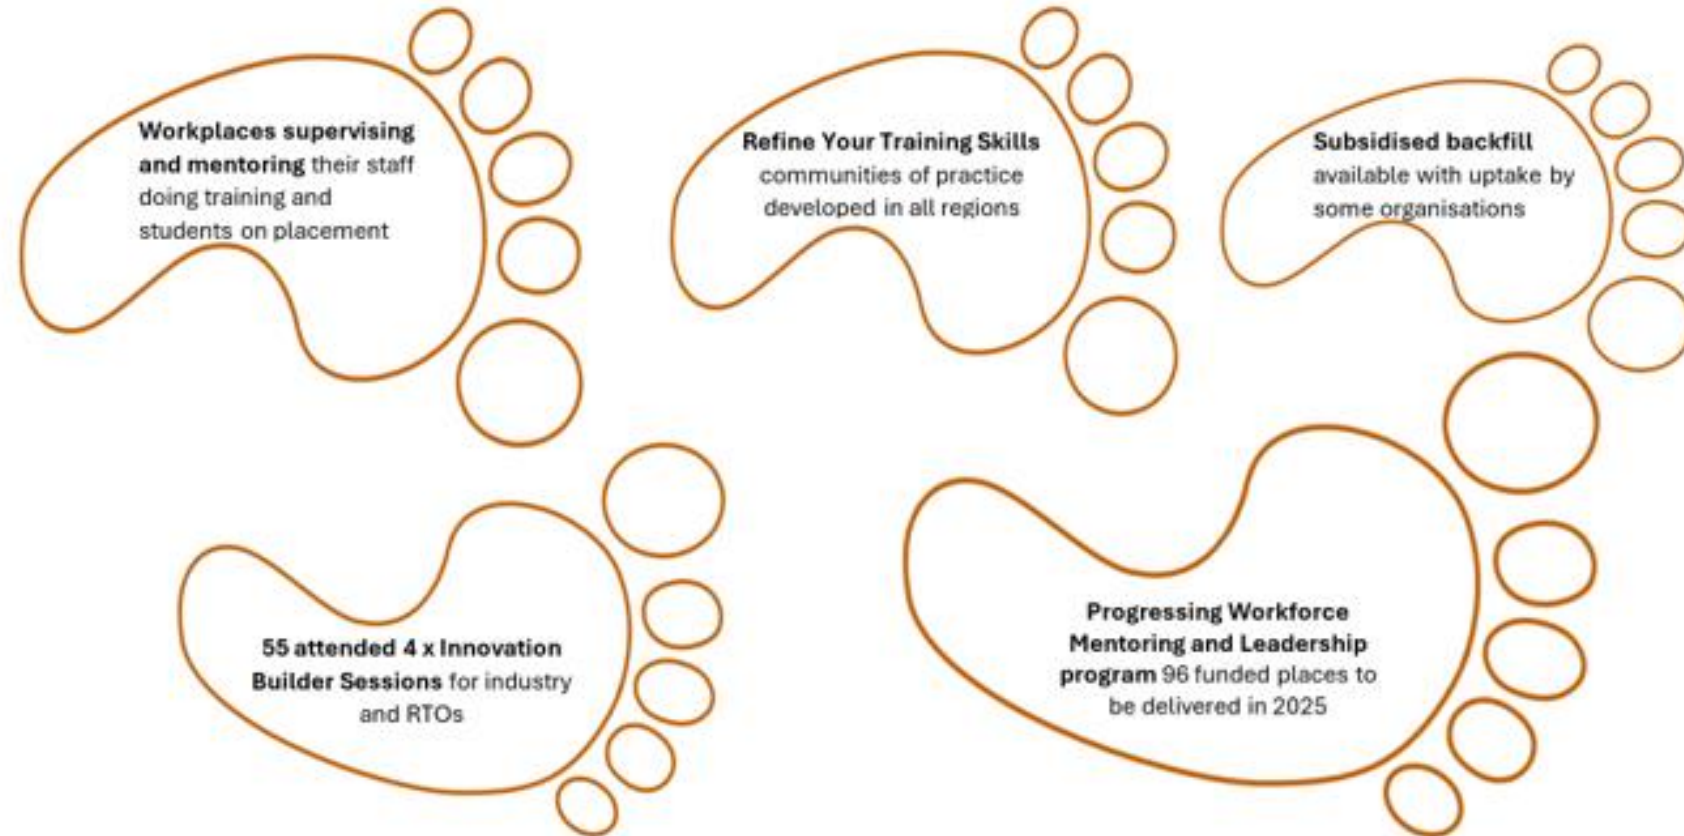 Workplaces supervising
and mentoring their staff
doing training and
students on placement
Refine Your Training Skills
communities of practice
developed in all regions
Subsidised backfill
available with uptake by
some organisations
55 attended 4 x Innovation
Builder Sessions for industry
and RTOs
Progressing Workforce
Mentoring and Leadership
program 96 funded places to
be delivered in 2025